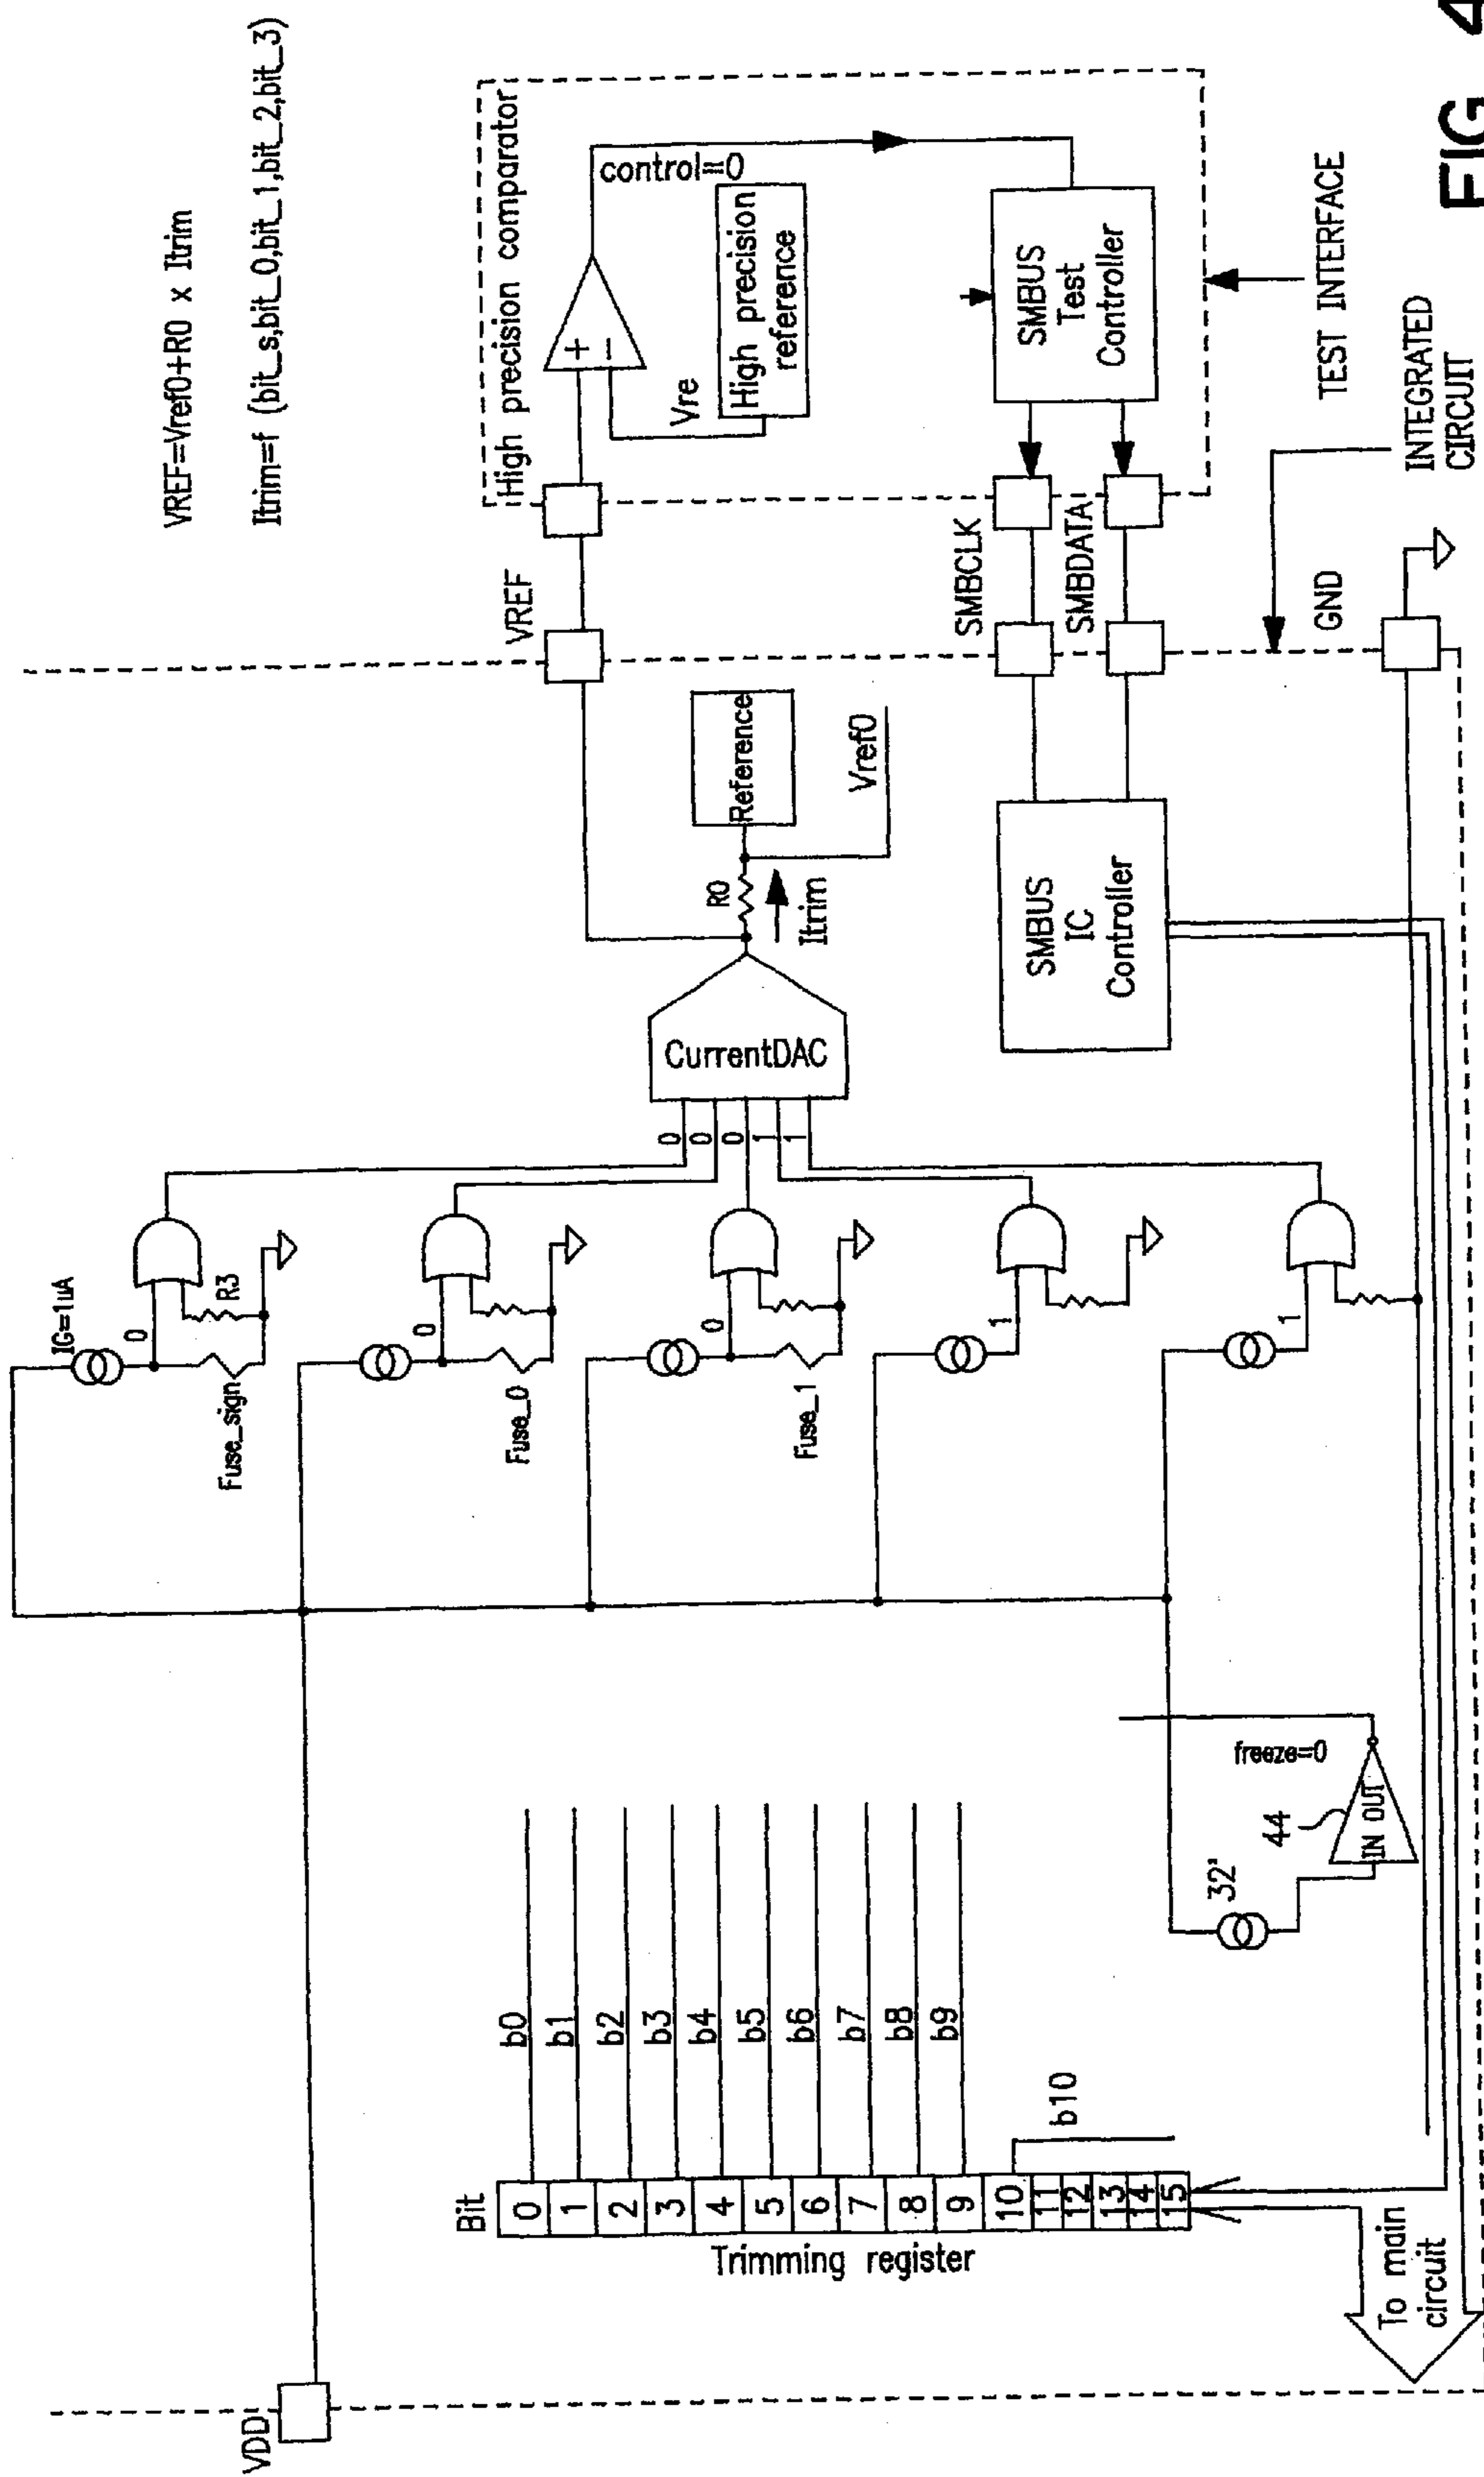 VREF=Vref0+R0 x Itrim
Itrim=f (bit_s,bit_0,bit_1,bit_2,bit_3)
VDD
IG=1uA
0
R3
Fuse_sign
0
Fuse_0
0
Fuse_1
1
1
0
0
0
1
1
CurrentDAC
R0
Itrim
Reference
Vref0
VREF
High precision comparator
+
−
control=0
Vre
High precision
reference
SMBUS
Test
Controller
SMBCLK
SMBDATA
SMBUS
IC
Controller
TEST INTERFACE
INTEGRATED
CIRCUIT
GND
Bit
0
1
2
3
4
5
6
7
8
9
10
11
12
13
14
15
b0
b1
b2
b3
b4
b5
b6
b7
b8
b9
b10
Trimming register
To main
circuit
32'
44
IN OUT
freeze=0
FIG 4